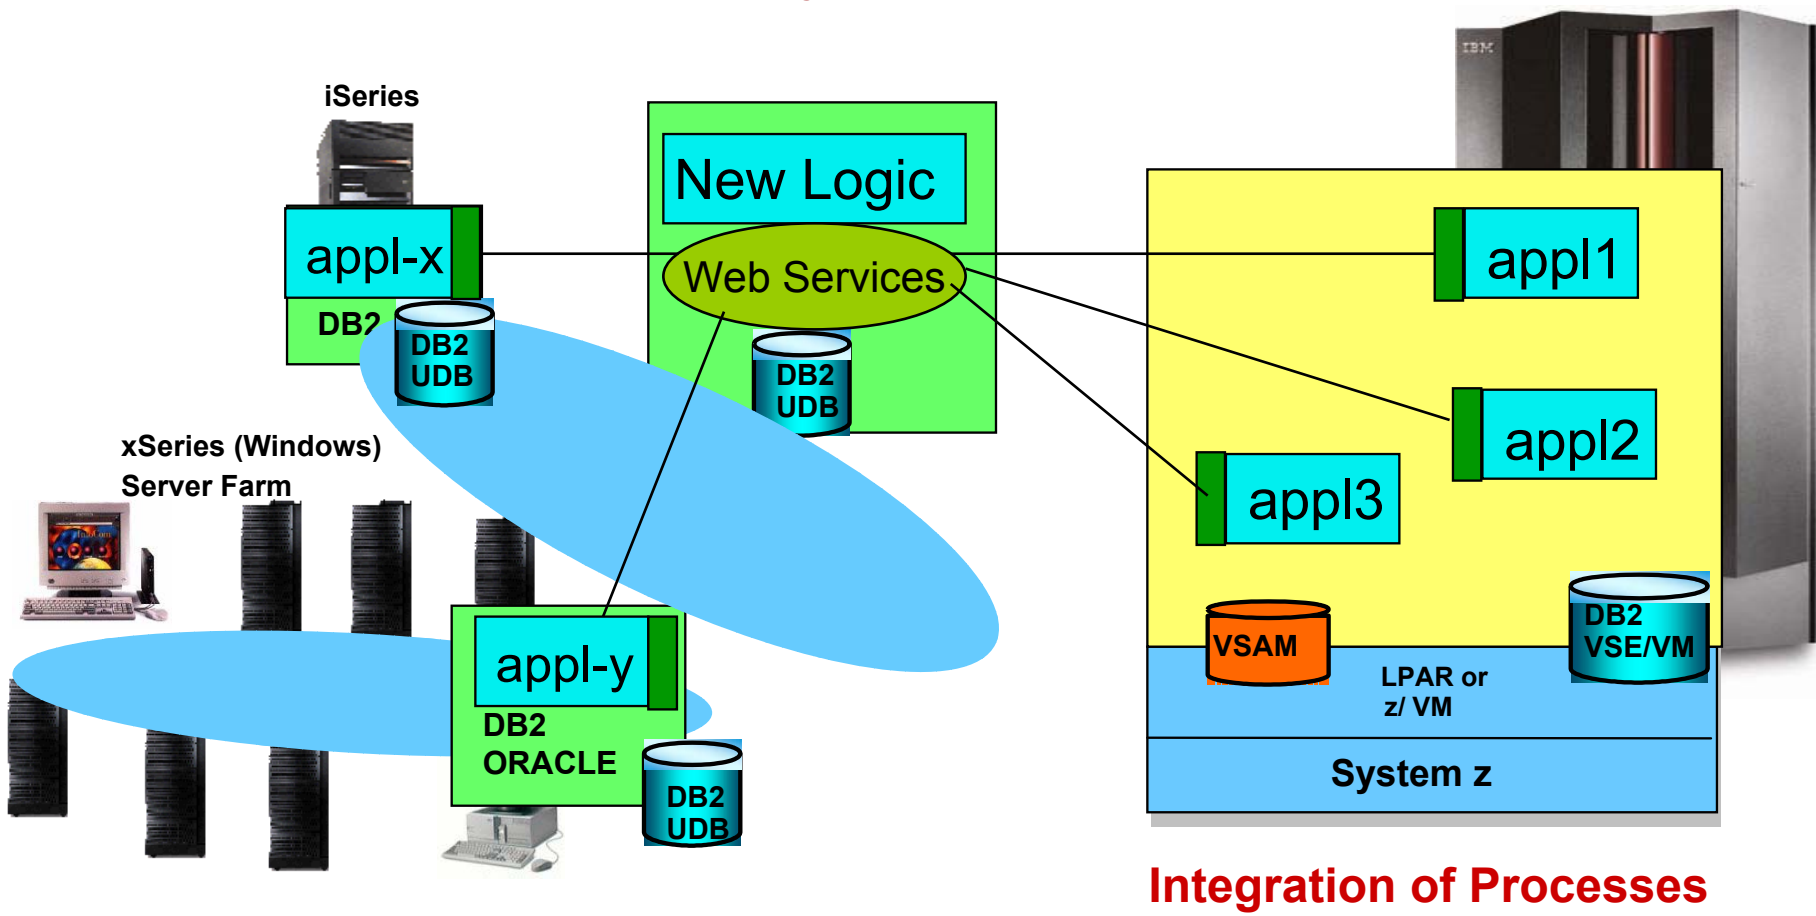 IBM
iSeries
New Logic
appl-x
Web Services
appl1
DB2
DB2
UDB
DB2
UDB
appl2
xSeries (Windows)
Server Farm
appl3
appl-y
DB2
ORACLE
DB2
UDB
VSAM
DB2
VSE/VM
LPAR or
z/ VM
System z
Integration of Processes